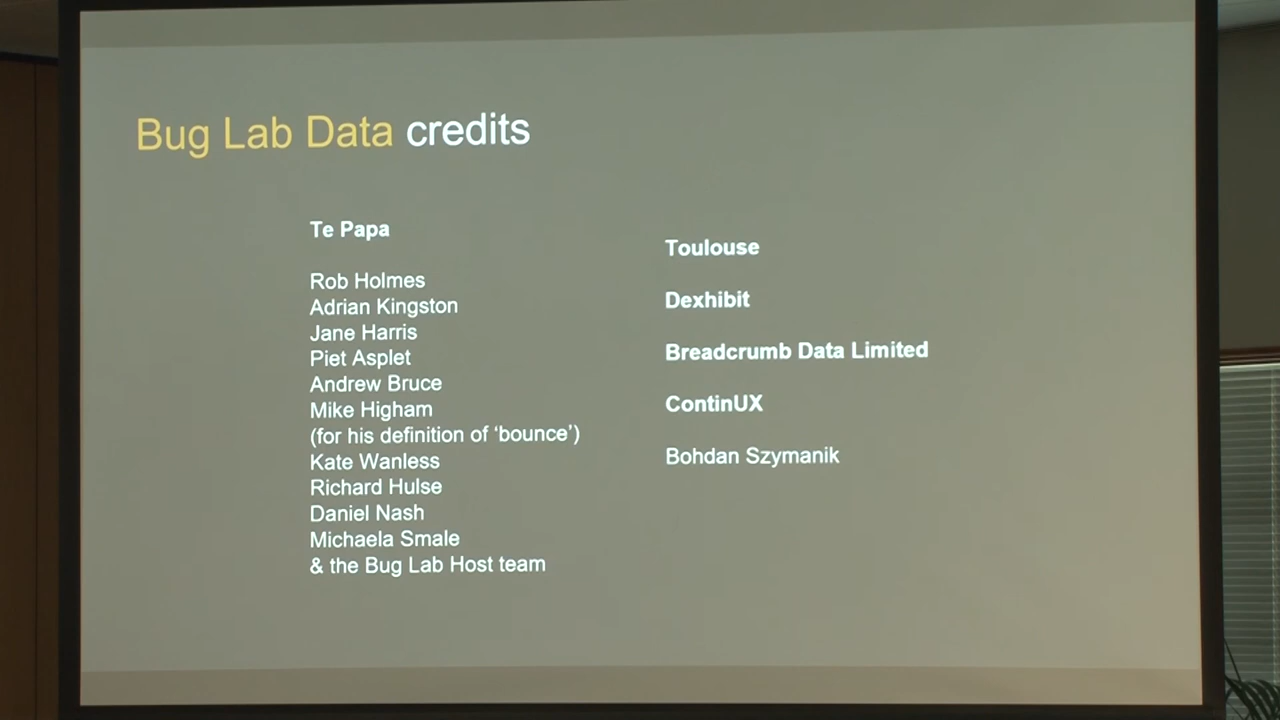 Bug Lab Data credits
Te Papa
Rob Holmes
Adrian Kingston
Jane Harris
Piet Asplet
Andrew Bruce
Mike Higham
(for his definition of ‘bounce’)
Kate Wanless
Richard Hulse
Daniel Nash
Michaela Smale
& the Bug Lab Host team
Toulouse
Dexhibit
Breadcrumb Data Limited
ContinUX
Bohdan Szymanik